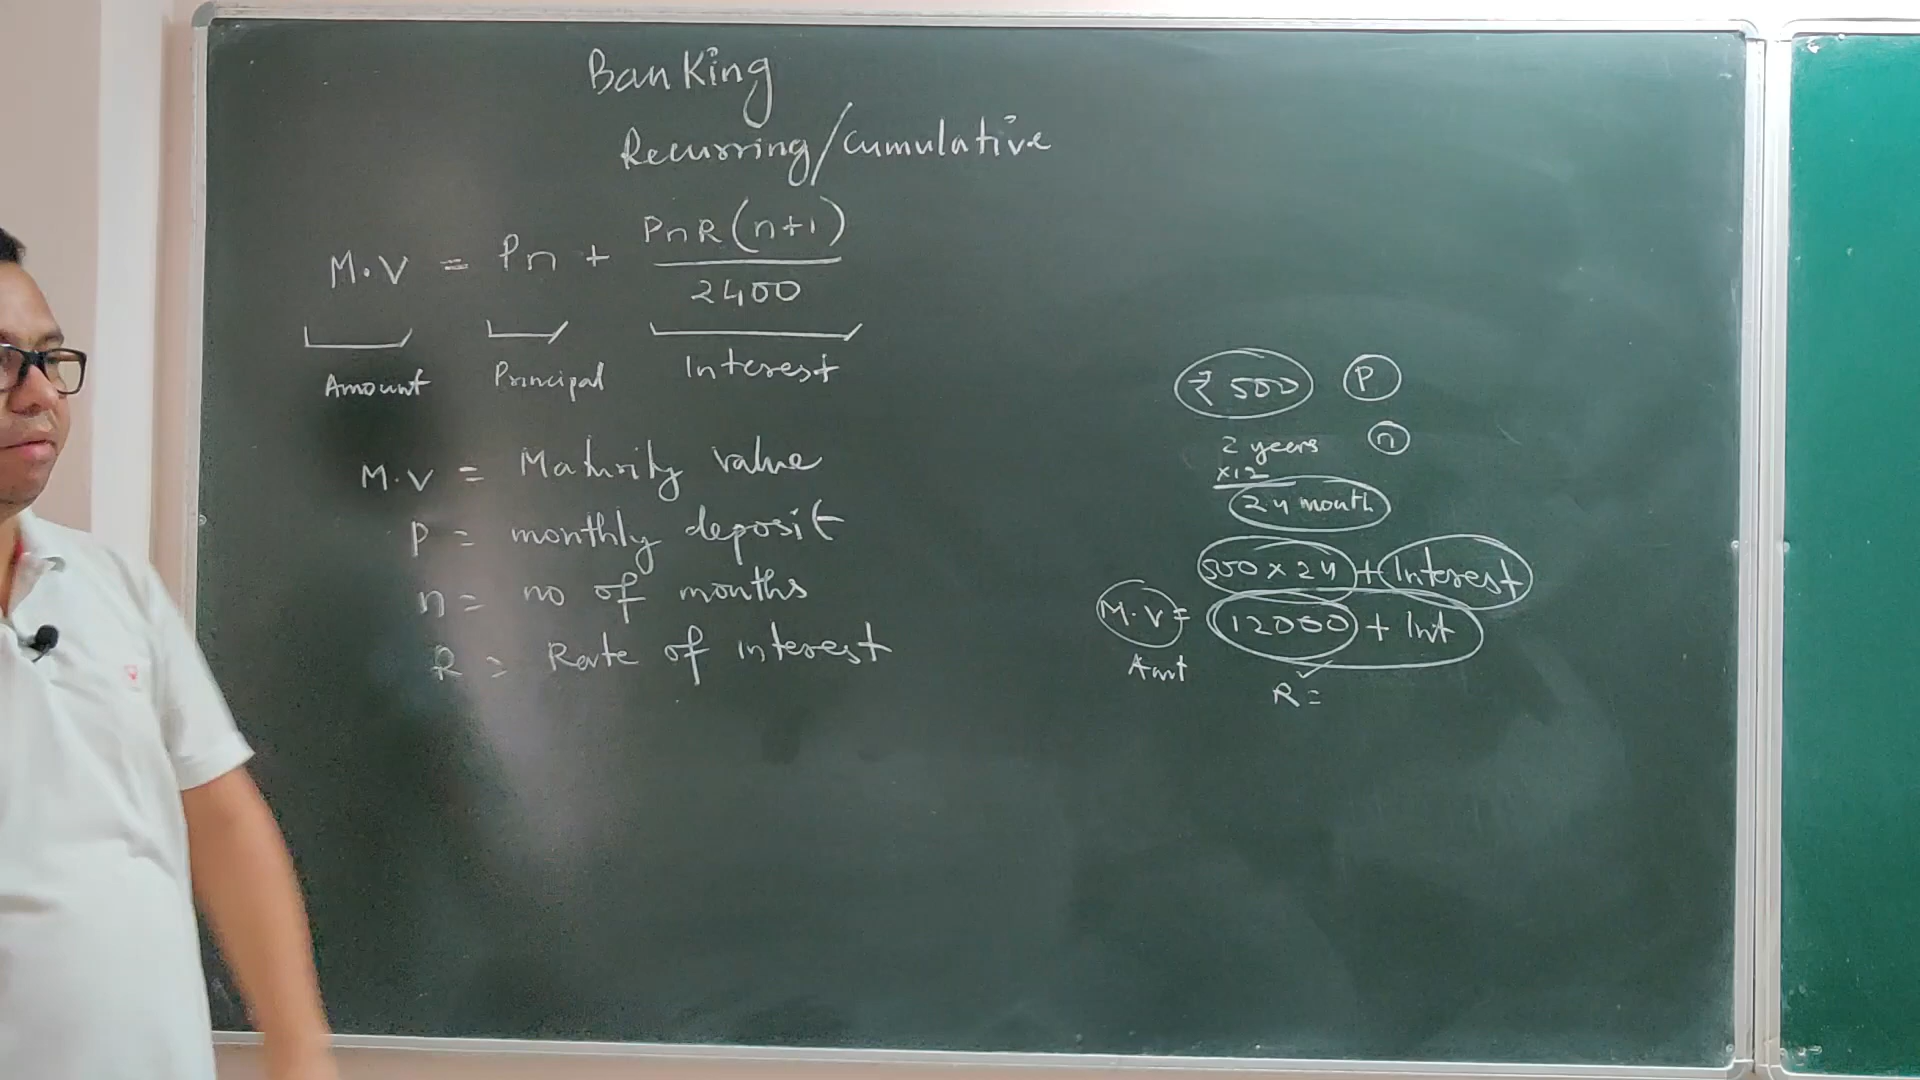 Banking
Recurring/Cumulative
M.V = Pn + PnR(n+1)
2400
Amount Principal Interest
M.V = Maturity value
P = monthly deposit
n = no of months
R = Rate of interest
₹ 500 P
2 years n
×12
24 month
500 × 24 + Interest
M.V = 12000 + Int
Amt
R =